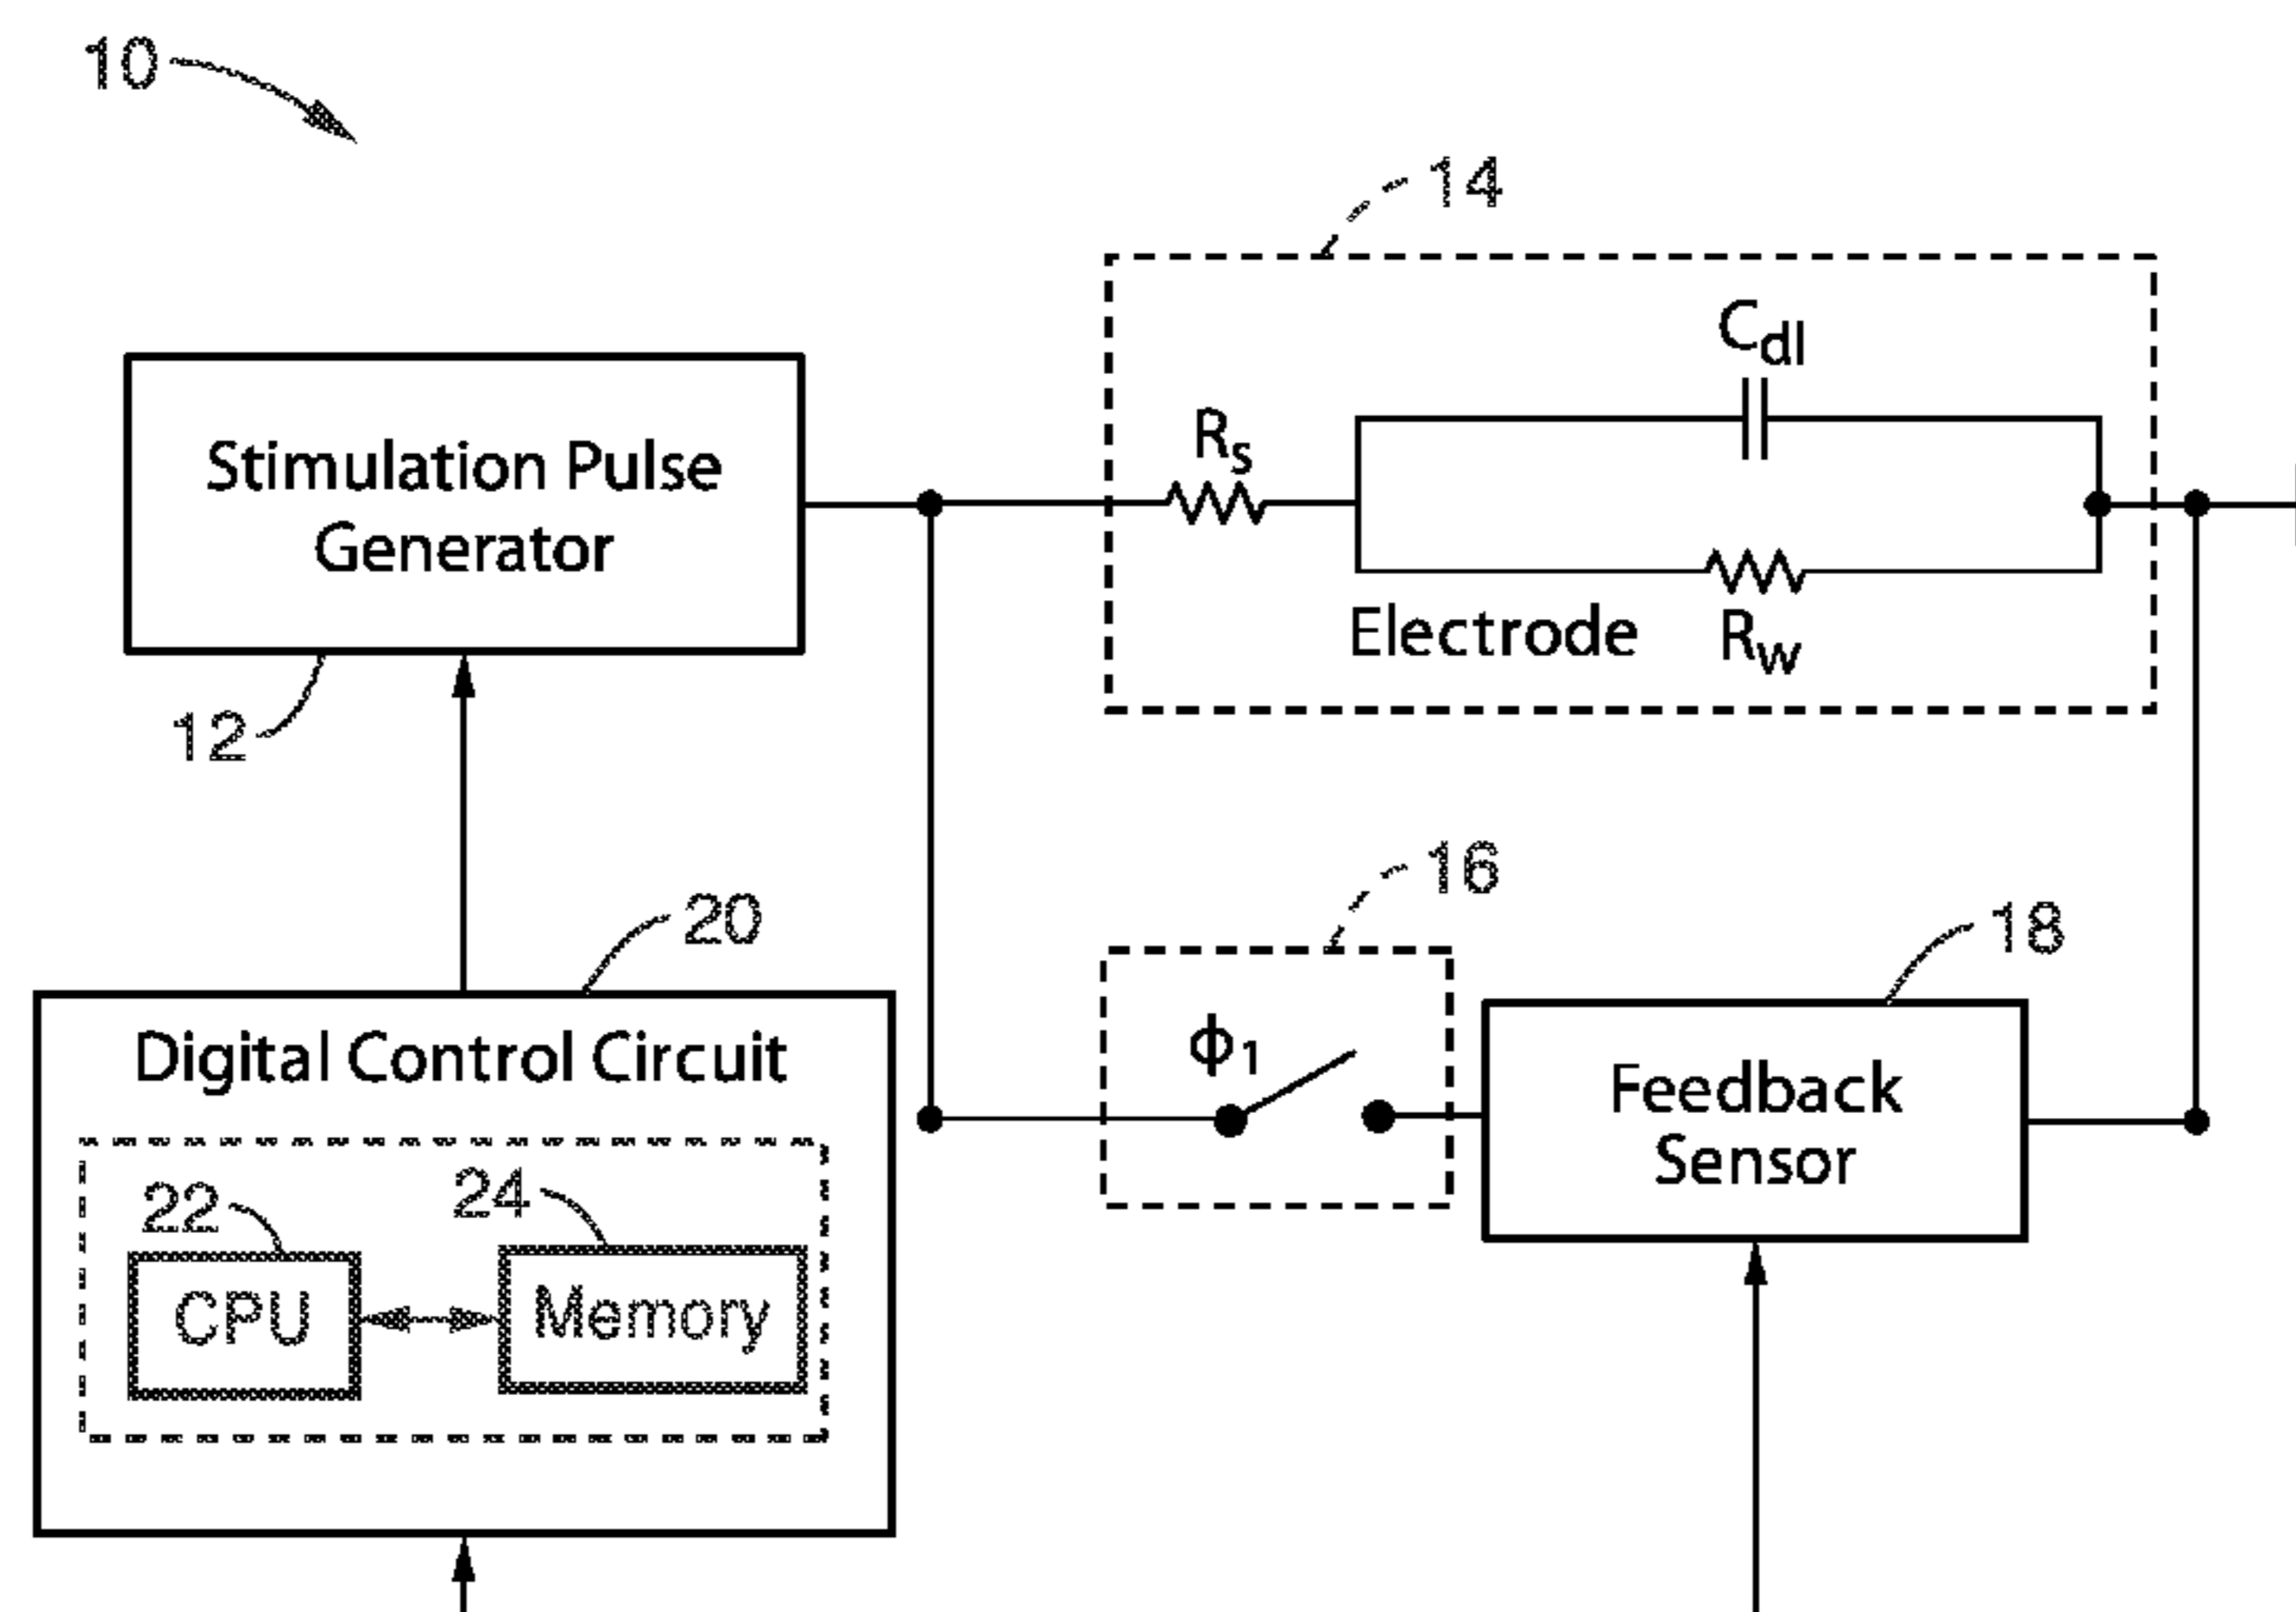 10
14
C_dl
R_s
Stimulation Pulse
Generator
Electrode
R_w
12
16
20
18
Digital Control Circuit
ϕ_1
Feedback
Sensor
22
24
CPU
Memory